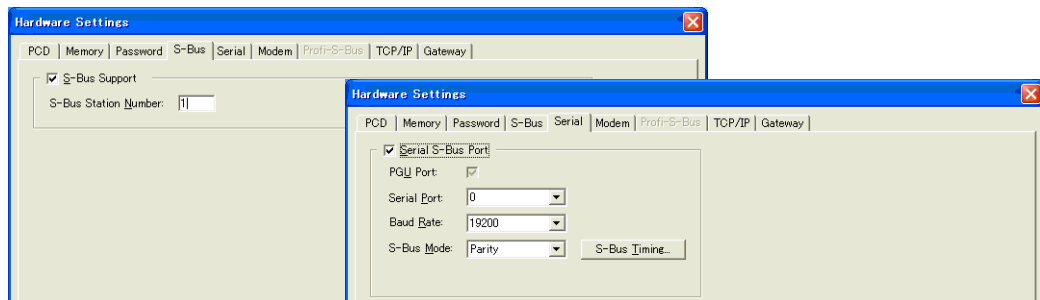 Hardware Settings
PCD Memory Password S-Bus Serial Modem Profi-S-Bus TCP/IP Gateway
S-Bus Support
S-Bus Station Number: 1
Hardware Settings
PCD Memory Password S-Bus Serial Modem Profi-S-Bus TCP/IP Gateway
Serial S-Bus Port
PGU Port:
Serial Port: 0
Baud Rate: 19200
S-Bus Mode: Parity S-Bus Timing...